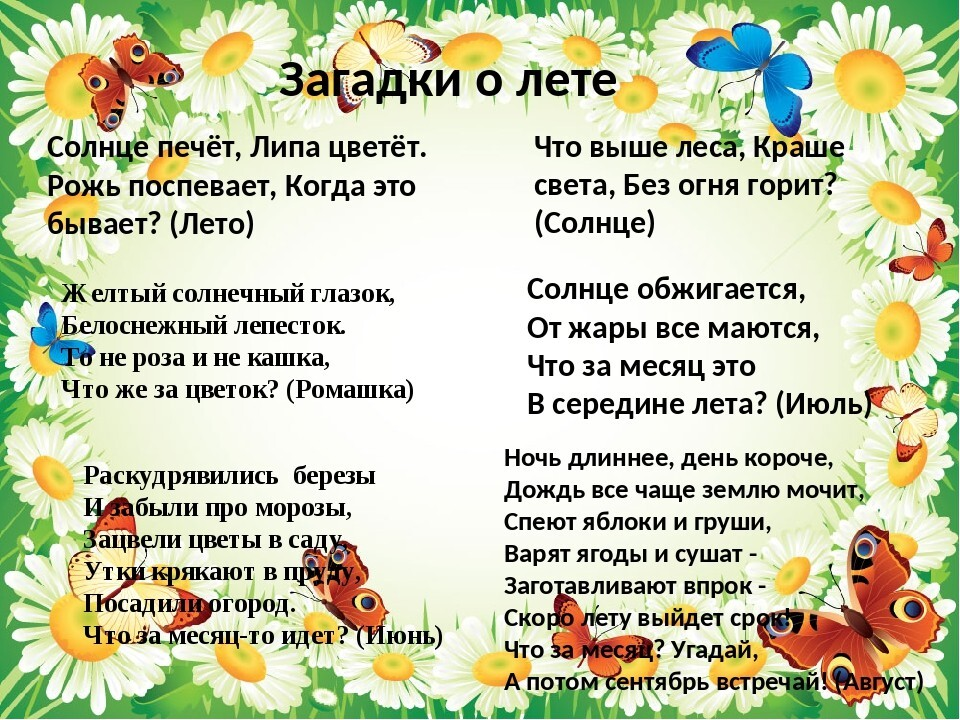 Загадки о лете
Солнце печёт, Липа цветёт.
Рожь поспевает, Когда это
бывает? (Лето)
Что выше леса, Краше
света, Без огня горит?
(Солнце)
Желтый солнечный глазок,
Белоснежный лепесток.
То не роза и не кашка,
Что же за цветок? (Ромашка)
Солнце обжигается,
От жары все маются,
Что за месяц это
В середине лета? (Июль)
Раскудрявились березы
И забыли про морозы,
Зацвели цветы в саду,
Утки крякают в пруду,
Посадили огород.
Что за месяц-то идет? (Июнь)
Ночь длиннее, день короче,
Дождь все чаще землю мочит,
Спеют яблоки и груши,
Варят ягоды и сушат -
Заготавливают впрок -
Скоро лету выйдет срок!
Что за месяц? Угадай,
А потом сентябрь встречай! (Август)